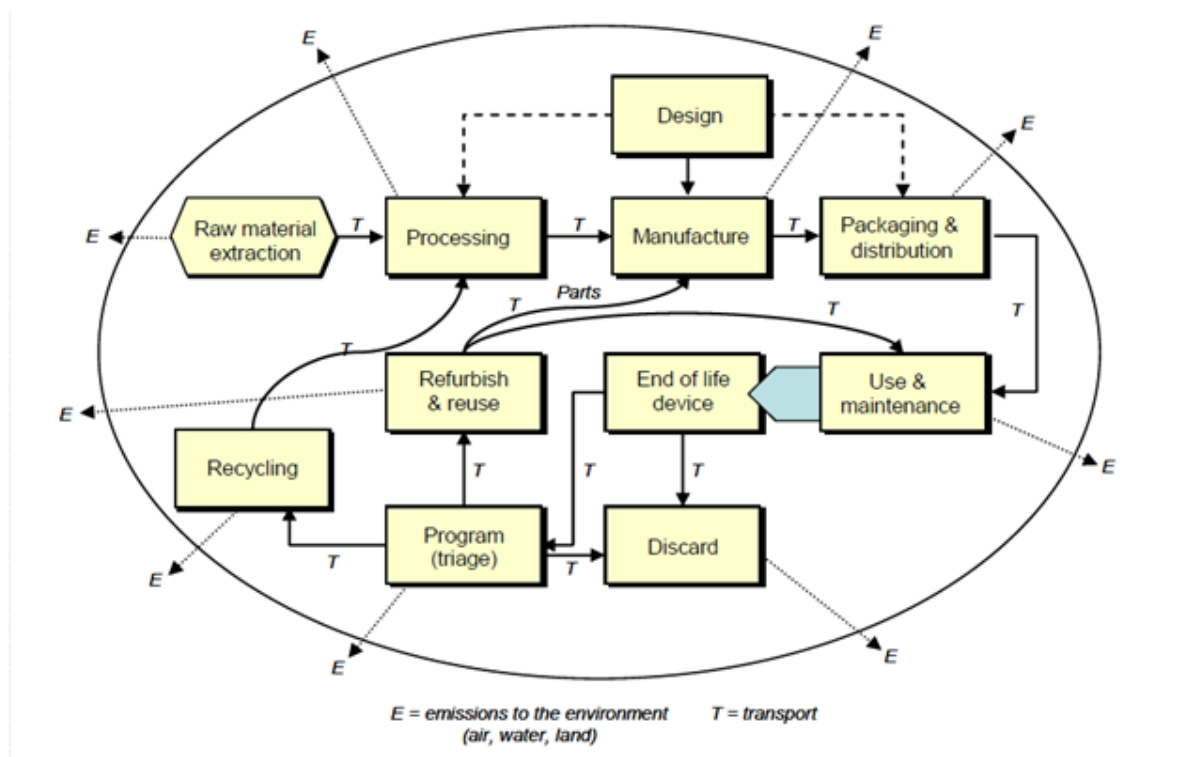 E
E
Design
E
Raw material
extraction
T
Processing
T
Manufacture
T
Packaging &
distribution
E
Parts
T
T
T
T
Refurbish
& reuse
End of life
device
Use &
maintenance
E
Recycling
T
T
T
E
Program
(triage)
Discard
T
T
E
E
E
E = emissions to the environment
(air, water, land)
T = transport